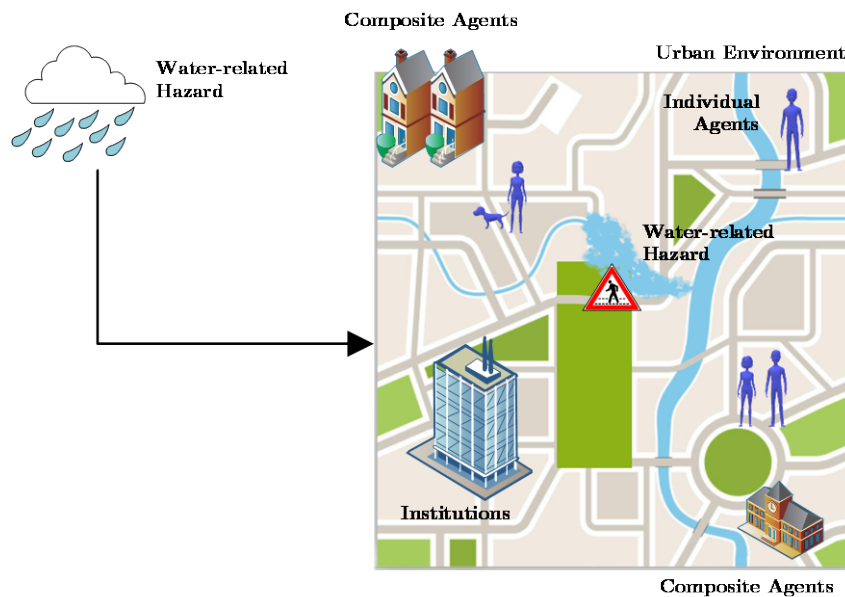 Composite Agents
Urban Environment
Water-related
Hazard
Individual
Agents
Water-related
Hazard
Institutions
Composite Agents